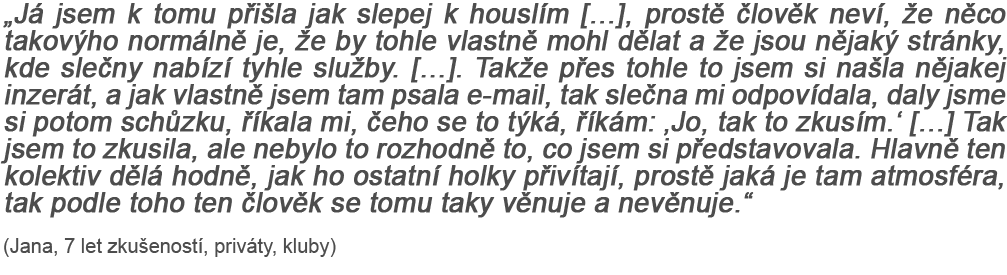 „Já jsem k tomu přišla jak slepej k houslím […], prostě člověk neví, že něco
takovýho normálně je, že by tohle vlastně mohl dělat a že jsou nějaký stránky,
kde slečny nabízí tyhle služby. […]. Takže přes tohle to jsem si našla nějakej
inzerát, a jak vlastně jsem tam psala e-mail, tak slečna mi odpovídala, daly jsme
si potom schůzku, říkala mi, čeho se to týká, říkám: ‚Jo, tak to zkusím.‘ […] Tak
jsem to zkusila, ale nebylo to rozhodně to, co jsem si představovala. Hlavně ten
kolektiv dělá hodně, jak ho ostatní holky přivítají, prostě jaká je tam atmosféra,
tak podle toho ten člověk se tomu taky věnuje a nevěnuje.“
(Jana, 7 let zkušeností, priváty, kluby)